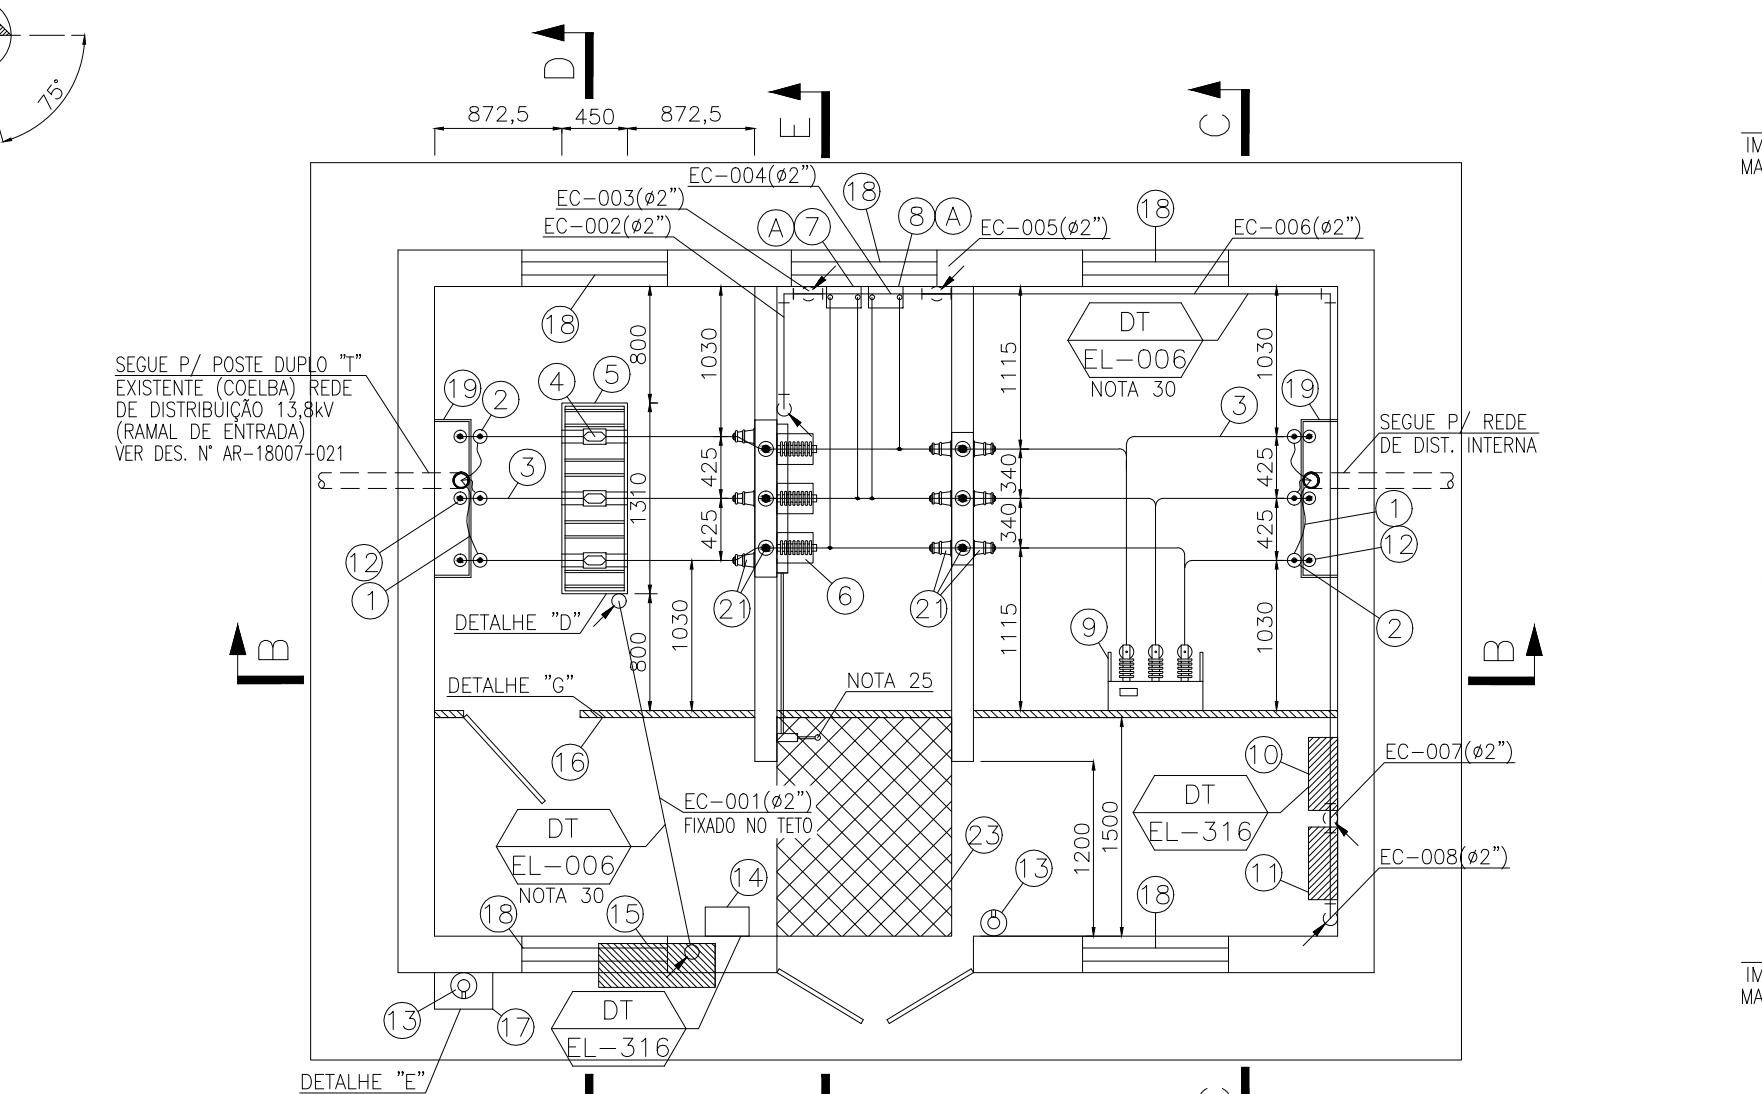 75°
D
E
C
872,5
450
872,5
IM
MA
EC-004(ø2")
EC-003(ø2")
EC-002(ø2")
18
A
7
8
A
EC-005(ø2")
18
EC-006(ø2")
18
DT
EL-006
NOTA 30
800
1030
1115
1030
SEGUE P/ POSTE DUPLO "T"
EXISTENTE (COELBA) REDE
DE DISTRIBUIÇÃO 13,8kV
(RAMAL DE ENTRADA)
VER DES. N° AR-18007-021
19
2
4
5
3
19
SEGUE P/ REDE
DE DIST. INTERNA
3
425
1310
425
340
340
425
425
1
12
12
1
21
6
21
9
2
DETALHE "D"
1030
800
1115
1030
B
B
DETALHE "G"
NOTA 25
16
10
EC-007(ø2")
DT
EL-316
EC-001(ø2")
FIXADO NO TETO
DT
EL-006
NOTA 30
23
1200
1500
13
11
EC-008(ø2")
14
18
15
18
13
17
DT
EL-316
IM
MA
DETALHE "E"